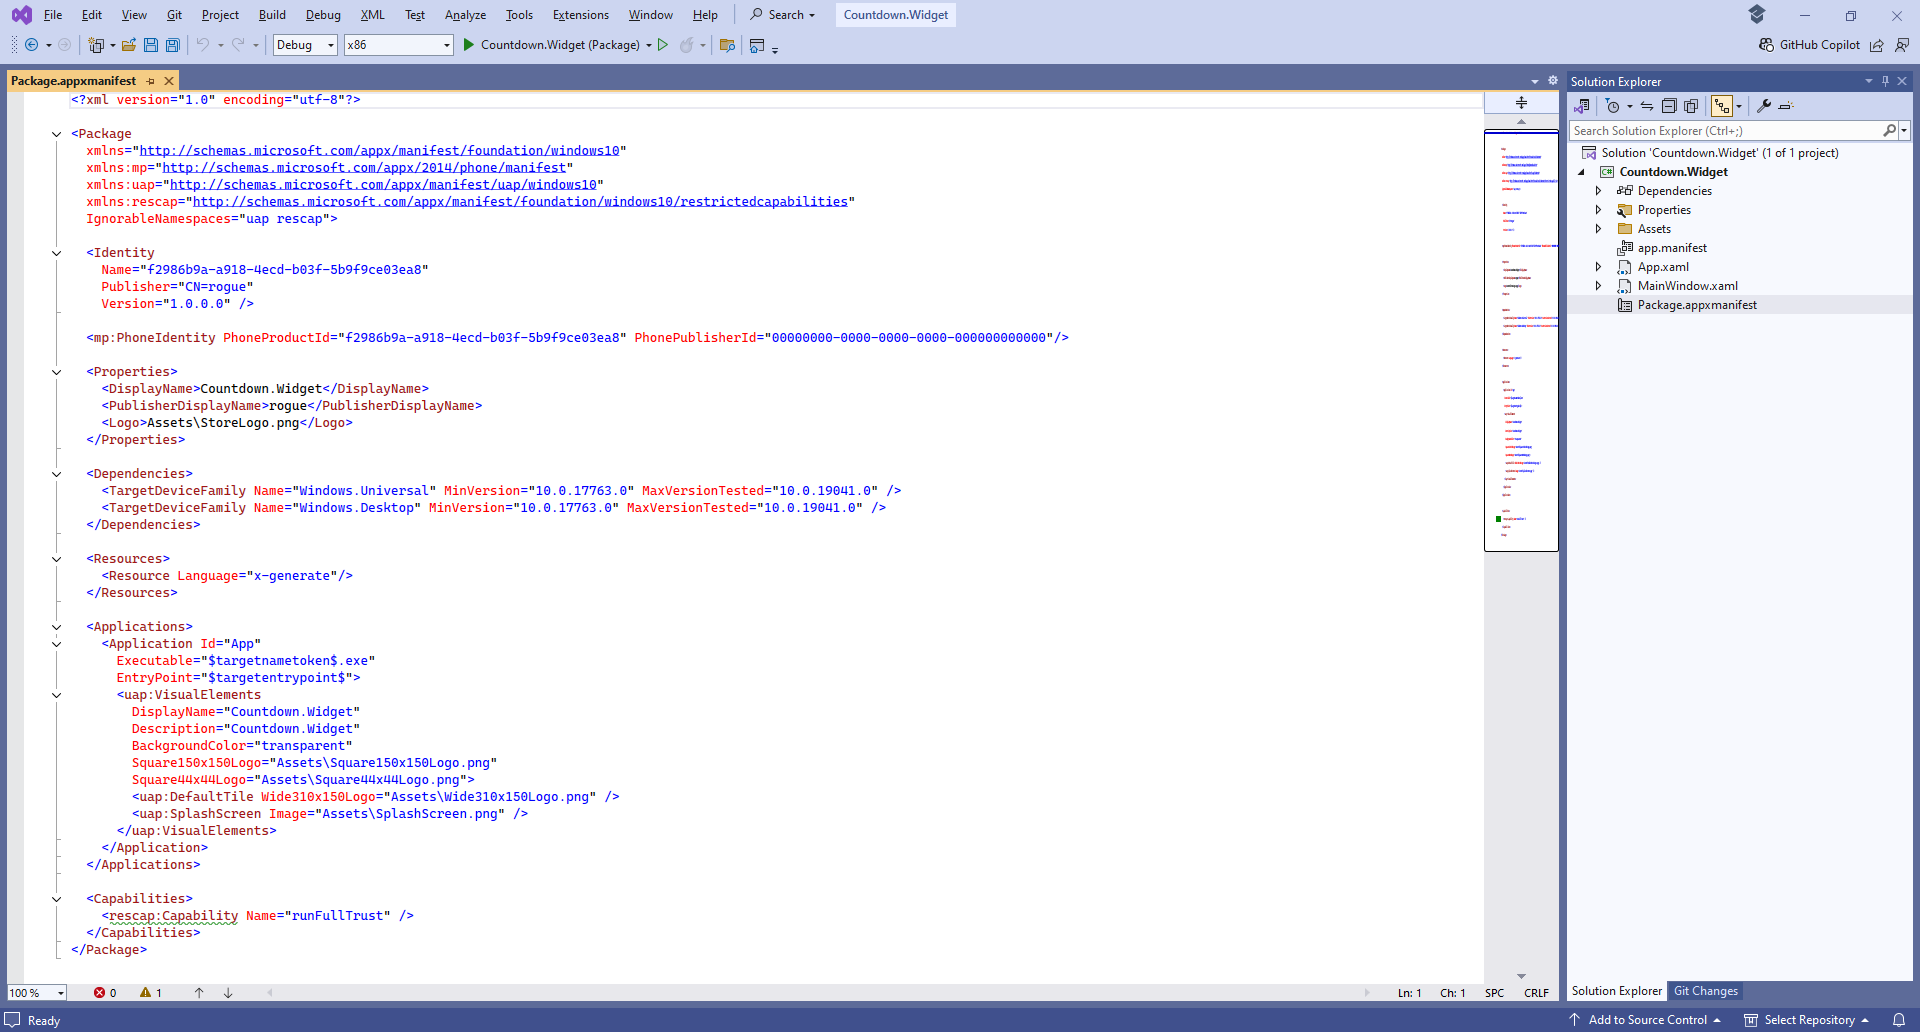 File Edit View Git Project Build Debug XML Test Analyze Tools Extensions Window Help Search Countdown.Widget
Debug x86 Countdown.Widget (Package) GitHub Copilot
Package.appxmanifest
<?xml version="1.0" encoding="utf-8"?>
<Package
xmlns="http://schemas.microsoft.com/appx/manifest/foundation/windows10"
xmlns:mp="http://schemas.microsoft.com/appx/2014/phone/manifest"
xmlns:uap="http://schemas.microsoft.com/appx/manifest/uap/windows10"
xmlns:rescap="http://schemas.microsoft.com/appx/manifest/foundation/windows10/restrictedcapabilities"
IgnorableNamespaces="uap rescap">
<Identity
Name="f2986b9a-a918-4ecd-b03f-5b9f9ce03ea8"
Publisher="CN=rogue"
Version="1.0.0.0" />
<mp:PhoneIdentity PhoneProductId="f2986b9a-a918-4ecd-b03f-5b9f9ce03ea8" PhonePublisherId="00000000-0000-0000-0000-000000000000"/>
<Properties>
<DisplayName>Countdown.Widget</DisplayName>
<PublisherDisplayName>rogue</PublisherDisplayName>
<Logo>Assets\StoreLogo.png</Logo>
</Properties>
<Dependencies>
<TargetDeviceFamily Name="Windows.Universal" MinVersion="10.0.17763.0" MaxVersionTested="10.0.19041.0" />
<TargetDeviceFamily Name="Windows.Desktop" MinVersion="10.0.17763.0" MaxVersionTested="10.0.19041.0" />
</Dependencies>
<Resources>
<Resource Language="x-generate"/>
</Resources>
<Applications>
<Application Id="App"
Executable="$targetnametoken$.exe"
EntryPoint="$targetentrypoint$">
<uap:VisualElements
DisplayName="Countdown.Widget"
Description="Countdown.Widget"
BackgroundColor="transparent"
Square150x150Logo="Assets\Square150x150Logo.png"
Square44x44Logo="Assets\Square44x44Logo.png">
<uap:DefaultTile Wide310x150Logo="Assets\Wide310x150Logo.png" />
<uap:SplashScreen Image="Assets\SplashScreen.png" />
</uap:VisualElements>
</Application>
</Applications>
<Capabilities>
<rescap:Capability Name="runFullTrust" />
</Capabilities>
</Package>
100 % 0 1 Ln: 1 Ch: 1 SPC CRLF
Solution Explorer
Search Solution Explorer (Ctrl+;)
Solution 'Countdown.Widget' (1 of 1 project)
C# Countdown.Widget
Dependencies
Properties
Assets
app.manifest
App.xaml
MainWindow.xaml
Package.appxmanifest
Solution Explorer Git Changes
Ready Add to Source Control Select Repository